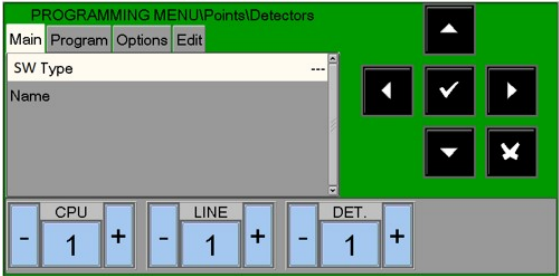 PROGRAMMING MENU\Points\Detectors
Main Program Options Edit
SW Type ---
Name
CPU LINE DET.
- 1 + - 1 + - 1 +